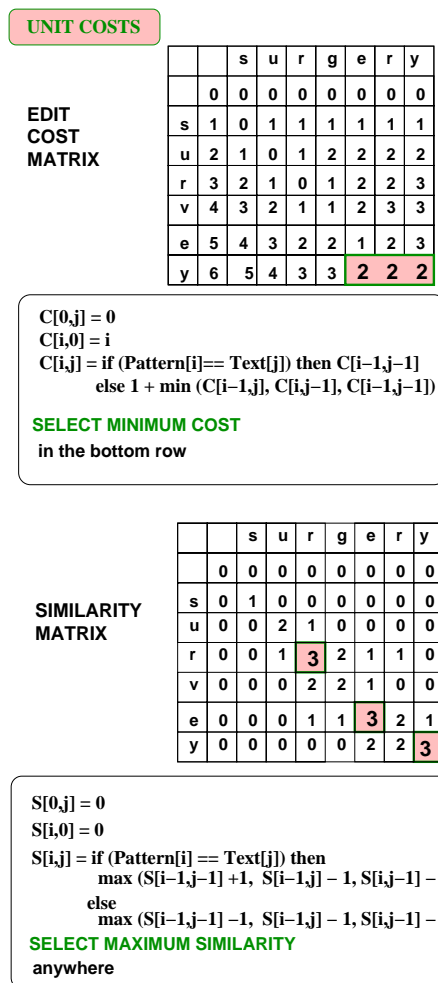 UNIT COSTS
s u r g e r y
0 0 0 0 0 0 0 0
EDIT
COST
MATRIX
s 1 0 1 1 1 1 1 1
u 2 1 0 1 2 2 2 2
r 3 2 1 0 1 2 2 3
v 4 3 2 1 1 2 3 3
e 5 4 3 2 2 1 2 3
y 6 5 4 3 3 2 2 2
C[0,j] = 0
C[i,0] = i
C[i,j] = if (Pattern[i]== Text[j]) then C[i−1,j−1]
else 1 + min (C[i−1,j], C[i,j−1], C[i−1,j−1])
SELECT MINIMUM COST
in the bottom row
s u r g e r y
0 0 0 0 0 0 0 0
SIMILARITY
MATRIX
s 0 1 0 0 0 0 0 0
u 0 0 2 1 0 0 0 0
r 0 0 1 3 2 1 1 0
v 0 0 0 2 2 1 0 0
e 0 0 0 1 1 3 2 1
y 0 0 0 0 0 2 2 3
S[0,j] = 0
S[i,0] = 0
S[i,j] = if (Pattern[i] == Text[j]) then
max (S[i−1,j−1] +1, S[i−1,j] − 1, S[i,j−1] −
else
max (S[i−1,j−1] −1, S[i−1,j] − 1, S[i,j−1] −
SELECT MAXIMUM SIMILARITY
anywhere